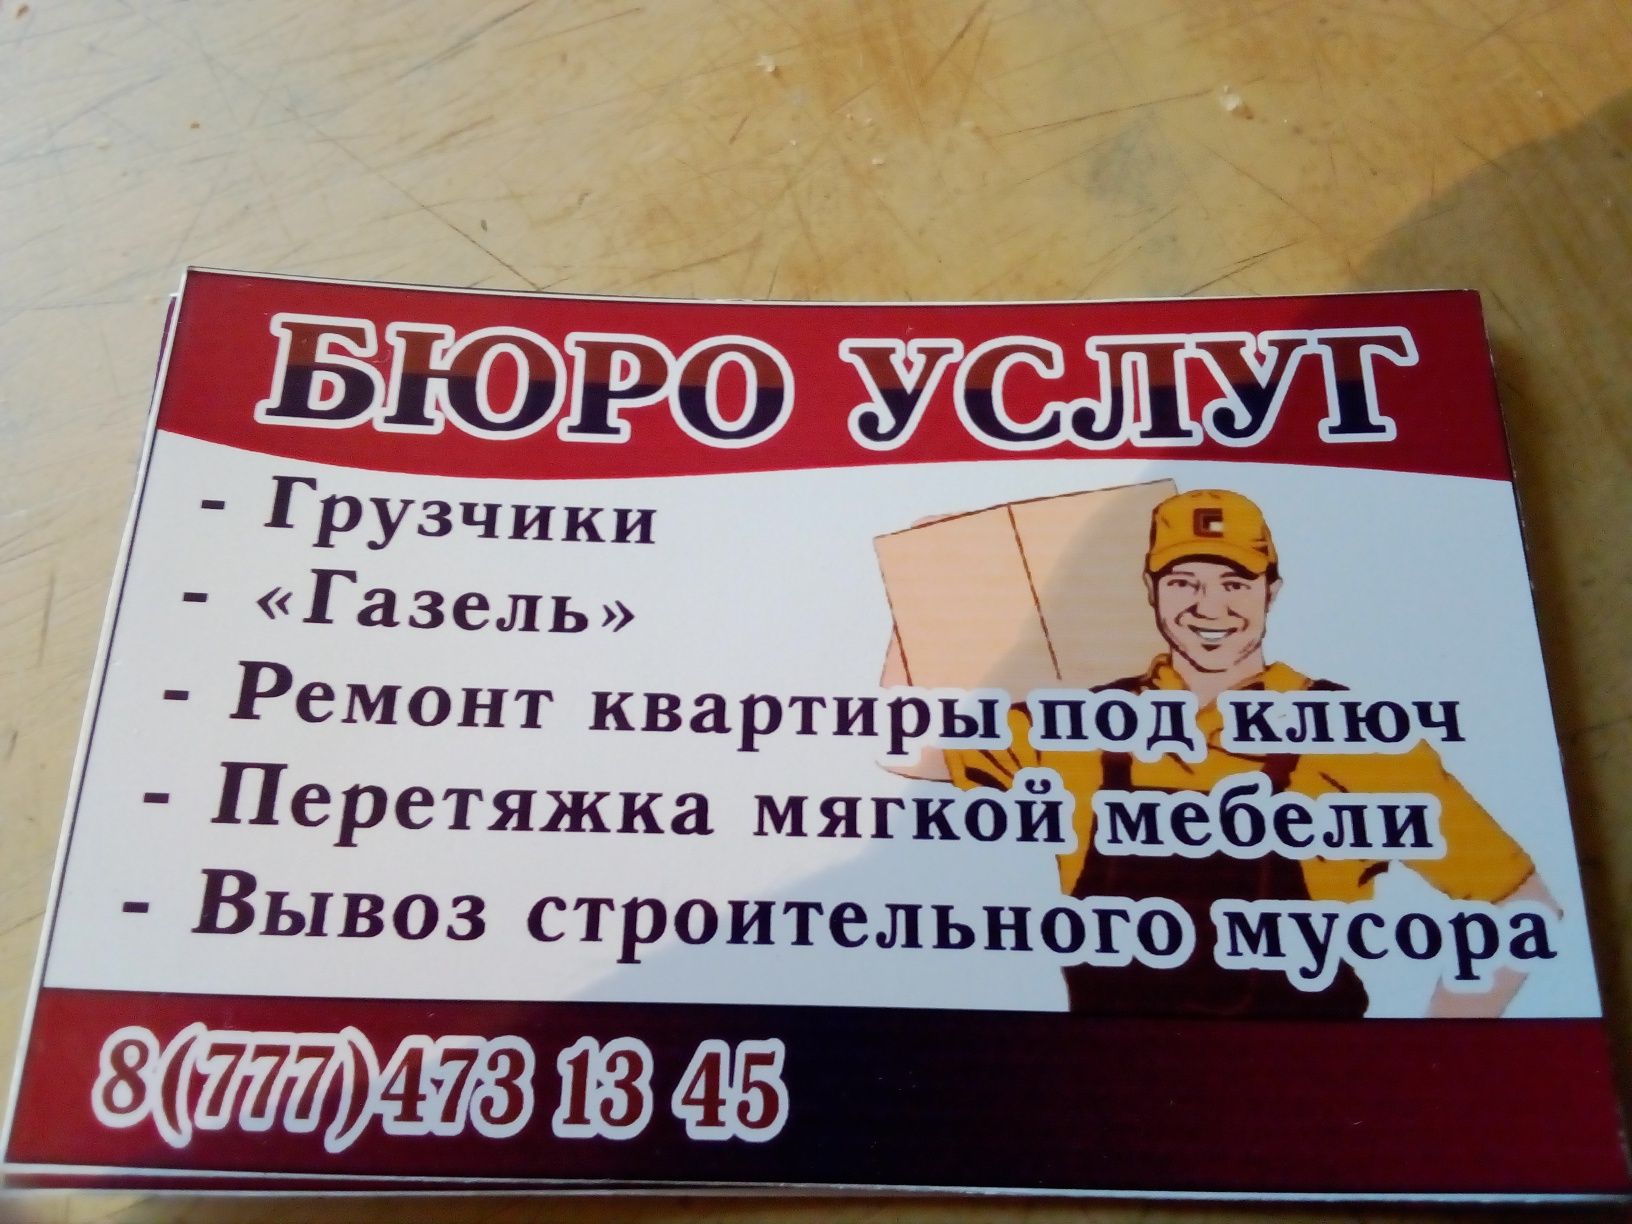 БЮРО УСЛУГ
- Грузчики
- «Газель»
- Ремонт квартиры под ключ
- Перетяжка мягкой мебели
- Вывоз строительного мусора
8(777)473 13 45